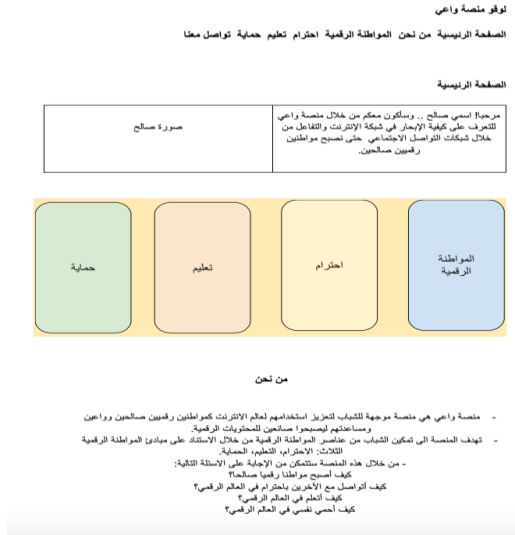 لوقو منصة واعي
الصفحة الرئيسية من نحن المواطنة الرقمية احترام تعليم حماية تواصل معنا
الصفحة الرئيسية
مرحبا! اسمي صالح .. وسأكون معكم من خلال منصة واعي
للتعرف على كيفية الإبحار في شبكة الإنترنت والتفاعل من
خلال شبكات التواصل الاجتماعي حتى نصبح مواطنين
رقميين صالحين.
صورة صالح
المواطنة
الرقمية
احترام
تعليم
حماية
من نحن
- منصة واعي هي منصة موجهة للشباب لتعزيز استخدامهم لعالم الانترنت كمواطنين رقميين صالحين وواعين
ومساعدتهم ليصبحوا صانعين للمحتويات الرقمية.
- تهدف المنصة الى تمكين الشباب من عناصر المواطنة الرقمية من خلال الاستناد على مبادئ المواطنة الرقمية
الثلاث: الاحترام، التعليم، الحماية.
- من خلال هذه المنصة ستتمكن من الإجابة على الاسئلة التالية:
كيف أصبح مواطنا رقميا صالحا؟
كيف أتواصل مع الآخرين باحترام في العالم الرقمي؟
كيف أتعلم في العالم الرقمي؟
كيف أحمي نفسي في العالم الرقمي؟